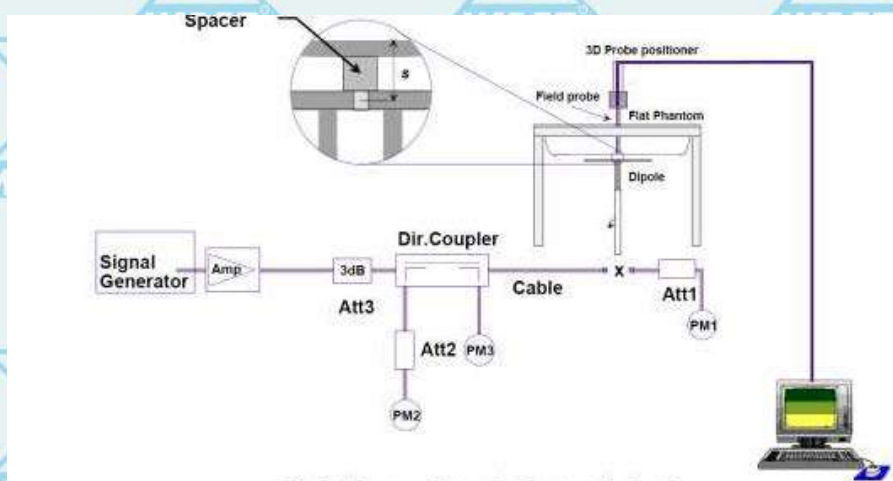 Spacer
s
3D Probe positioner
Field probe
Flat Phantom
Dipole
Signal
Generator
Amp
3dB
Att3
Dir.Coupler
Cable
x
Att1
PM1
Att2
PM3
PM2